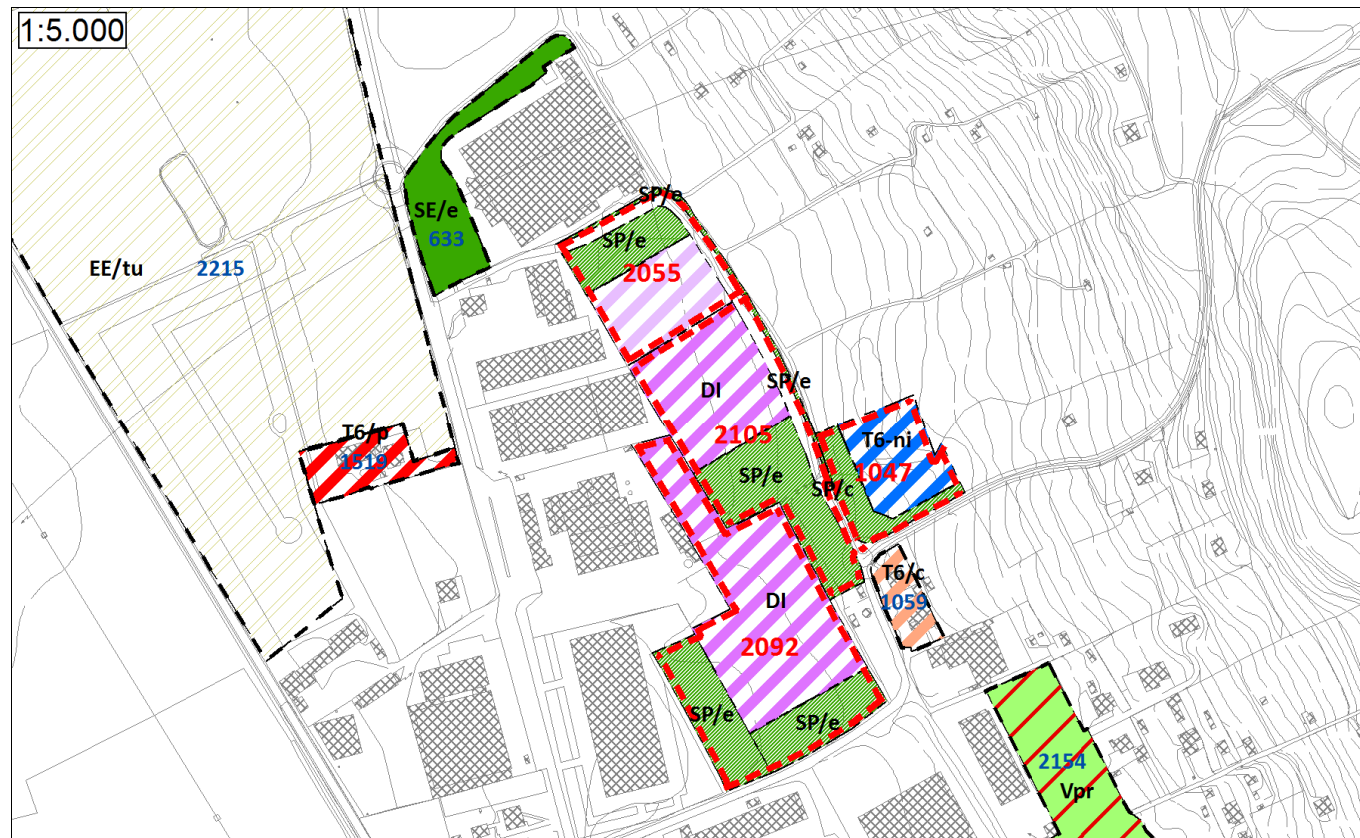 1:5.000
SP/e
SE/e
633
SP/e
EE/tu
2215
2055
SP/e
DI
T6/p
1519
2105
T6-ni
1047
SP/e
SP/c
T6/c
1059
DI
2092
SP/e
SP/e
2154
Vpr